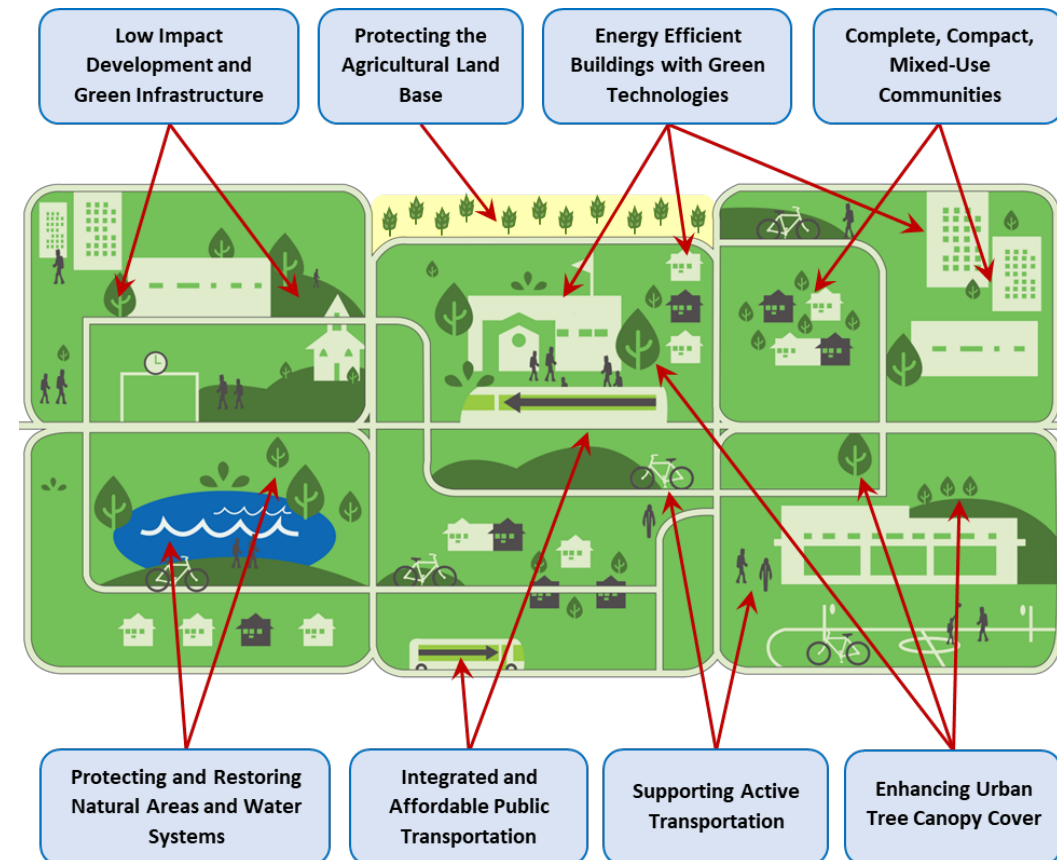 Low Impact
Development and
Green Infrastructure
Protecting the
Agricultural Land
Base
Energy Efficient
Buildings with Green
Technologies
Complete, Compact,
Mixed-Use
Communities
Protecting and Restoring
Natural Areas and Water
Systems
Integrated and
Affordable Public
Transportation
Supporting Active
Transportation
Enhancing Urban
Tree Canopy Cover